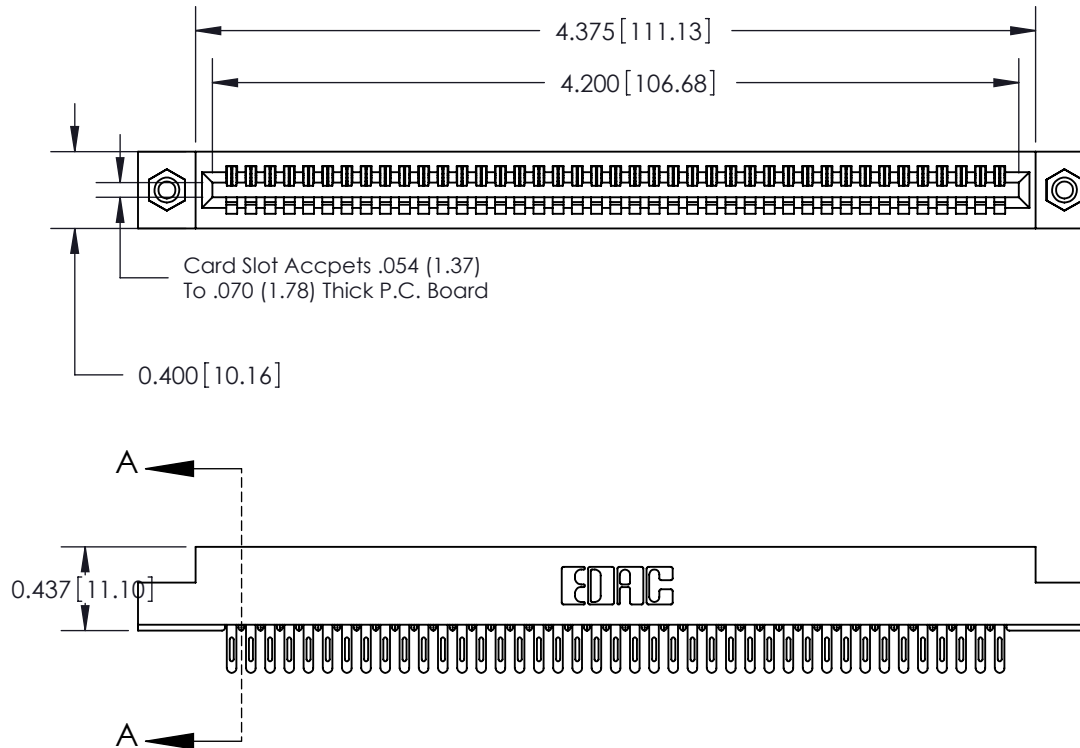 4.375[111.13]
4.200[106.68]
Card Slot Accpets .054 (1.37)
To .070 (1.78) Thick P.C. Board
0.400[10.16]
A
0.437[11.10]
EDAC
A